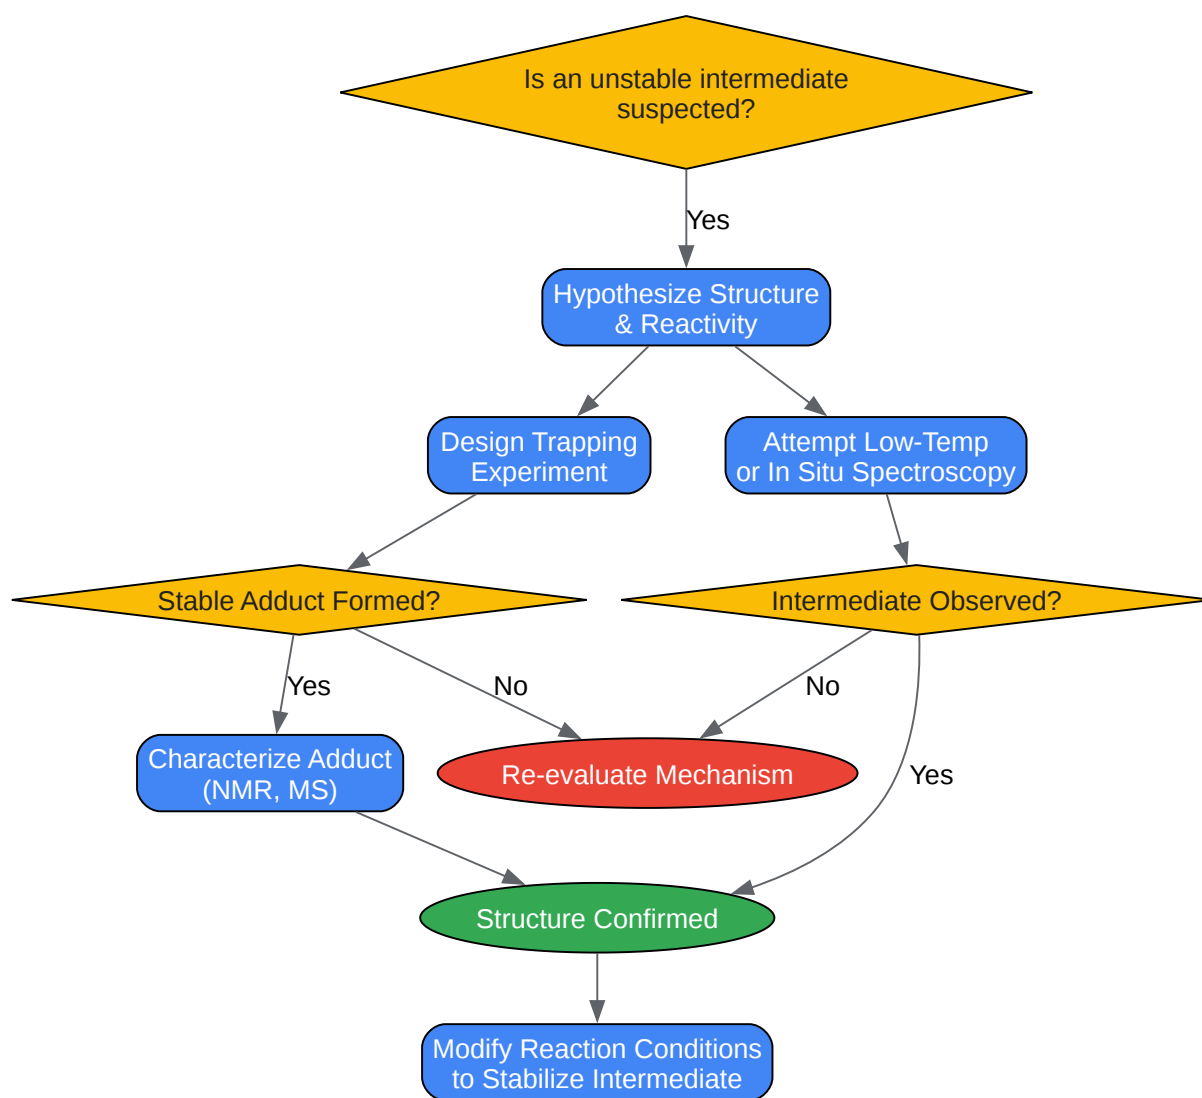 Is an unstable intermediate
suspected?
Yes
Hypothesize Structure
& Reactivity
Design Trapping
Experiment
Attempt Low-Temp
or In Situ Spectroscopy
Stable Adduct Formed?
Intermediate Observed?
Yes
No
No
Characterize Adduct
(NMR, MS)
Re-evaluate Mechanism
Yes
Structure Confirmed
Modify Reaction Conditions
to Stabilize Intermediate